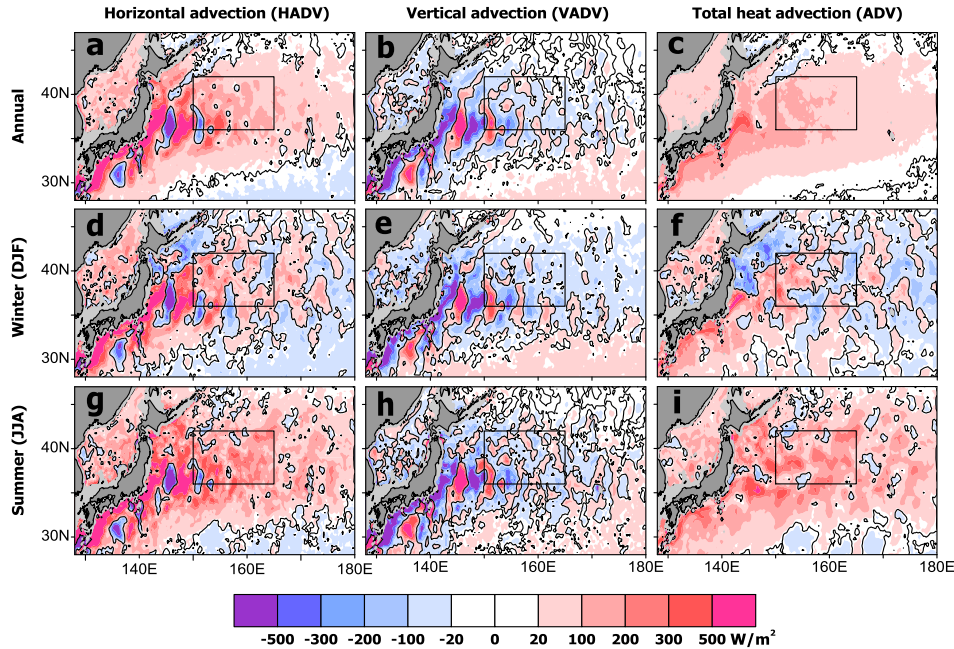 Horizontal advection (HADV) Vertical advection (VADV) Total heat advection (ADV)
Annual
a b c
40N
30N
Winter (DJF)
d e f
40N
30N
Summer (JJA)
g h i
40N
30N
140E 160E 180E 140E 160E 180E 140E 160E 180E
-500 -300 -200 -100 -20 0 20 100 200 300 500 W/m²